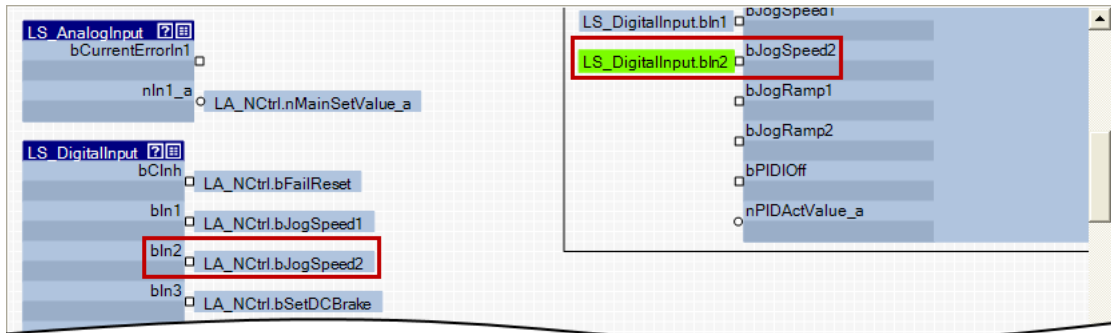 LS_AnalogInput
bCurrentErrorIn1
nIn1_a
LA_NCtrl.nMainSetValue_a
LS_DigitalInput
bCInh
LA_NCtrl.bFailReset
bIn1
LA_NCtrl.bJogSpeed1
bIn2
LA_NCtrl.bJogSpeed2
bIn3
LA_NCtrl.bSetDCBrake
LS_DigitalInput.bIn1
bJogSpeed1
LS_DigitalInput.bIn2
bJogSpeed2
bJogRamp1
bJogRamp2
bPIDIOff
nPIDActValue_a